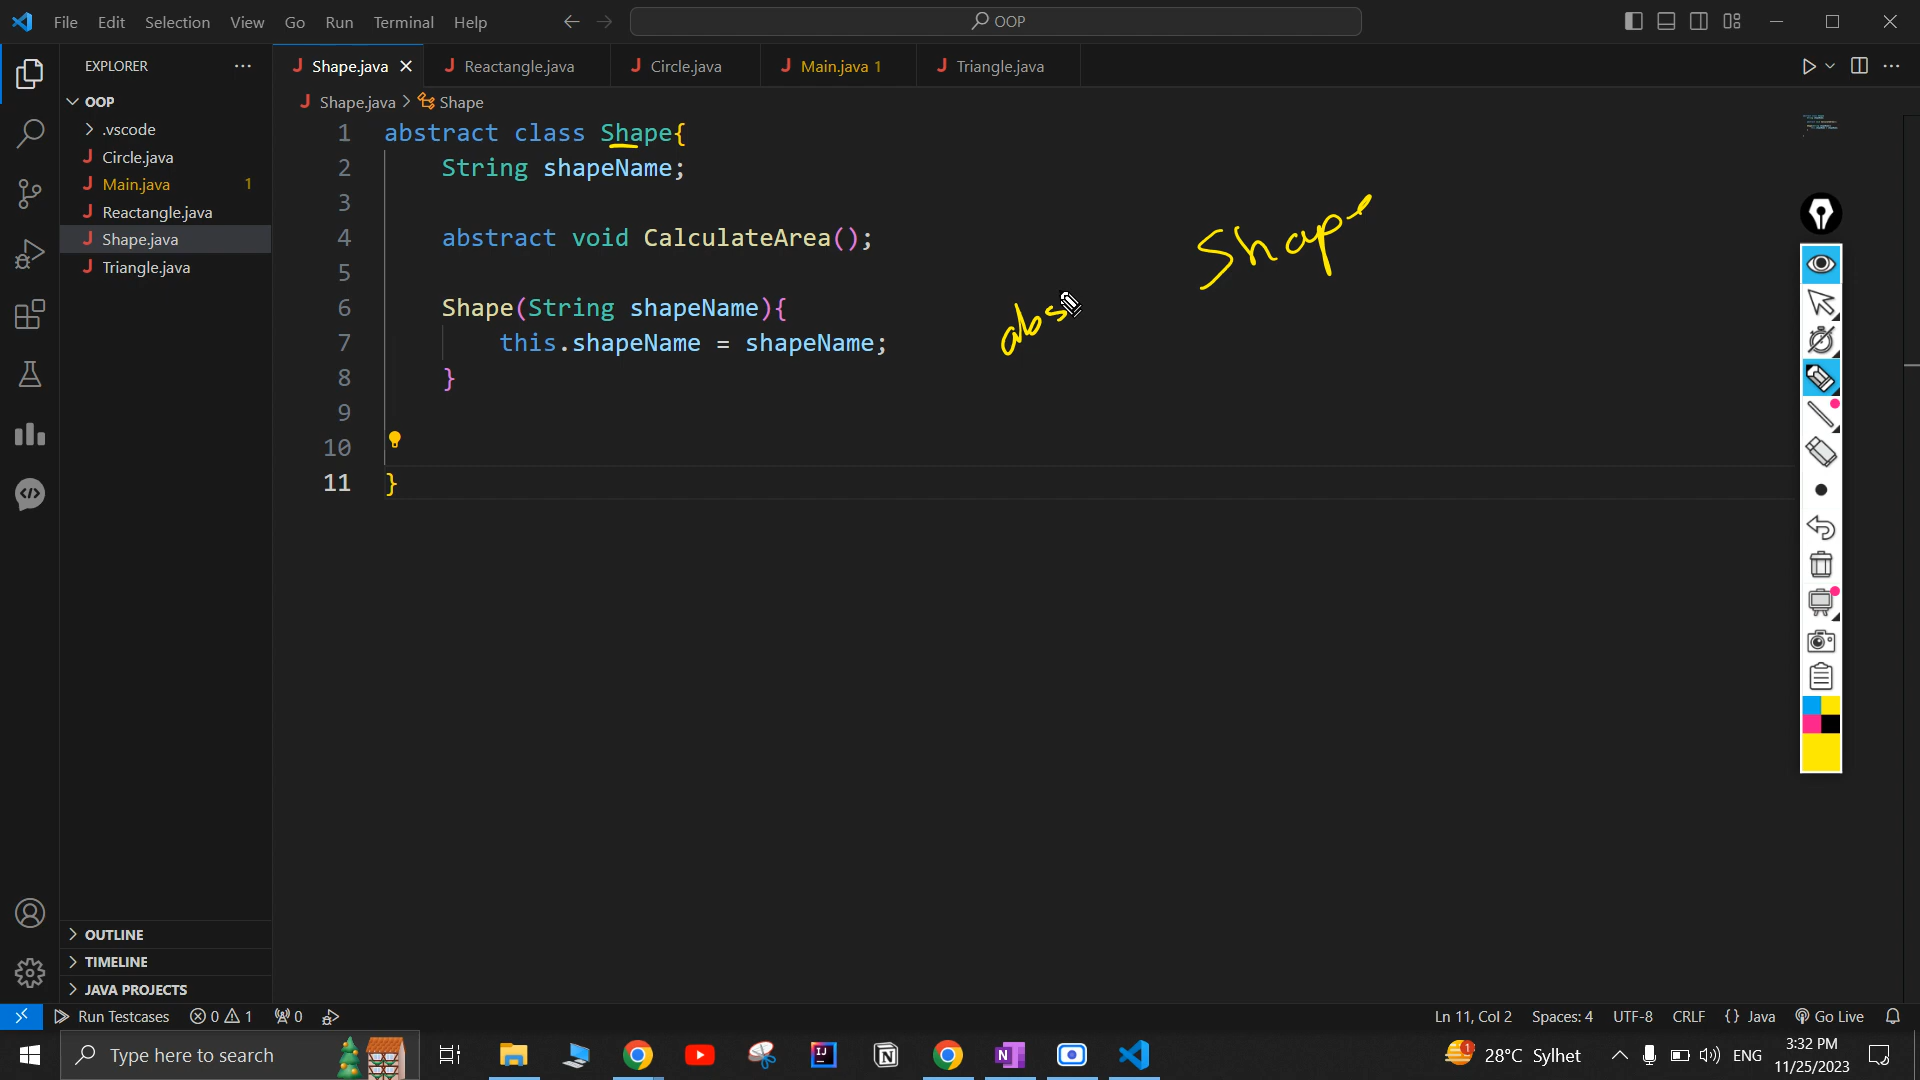 File Edit Selection View Go Run Terminal Help
OOP
EXPLORER
OOP
.vscode
Circle.java
Main.java 1
Reactangle.java
Shape.java
Triangle.java
OUTLINE
TIMELINE
JAVA PROJECTS
Shape.java Reactangle.java Circle.java Main.java 1 Triangle.java
Shape.java > Shape
1 abstract class Shape{
2 String shapeName;
3
4 abstract void CalculateArea();
5
6 Shape(String shapeName){
7 this.shapeName = shapeName;
8 }
9
10
11 }
Shape
abs
Run Testcases 0 1 0 Ln 11, Col 2 Spaces: 4 UTF-8 CRLF {} Java Go Live
Type here to search
1 28°C Sylhet ENG 3:32 PM
11/25/2023